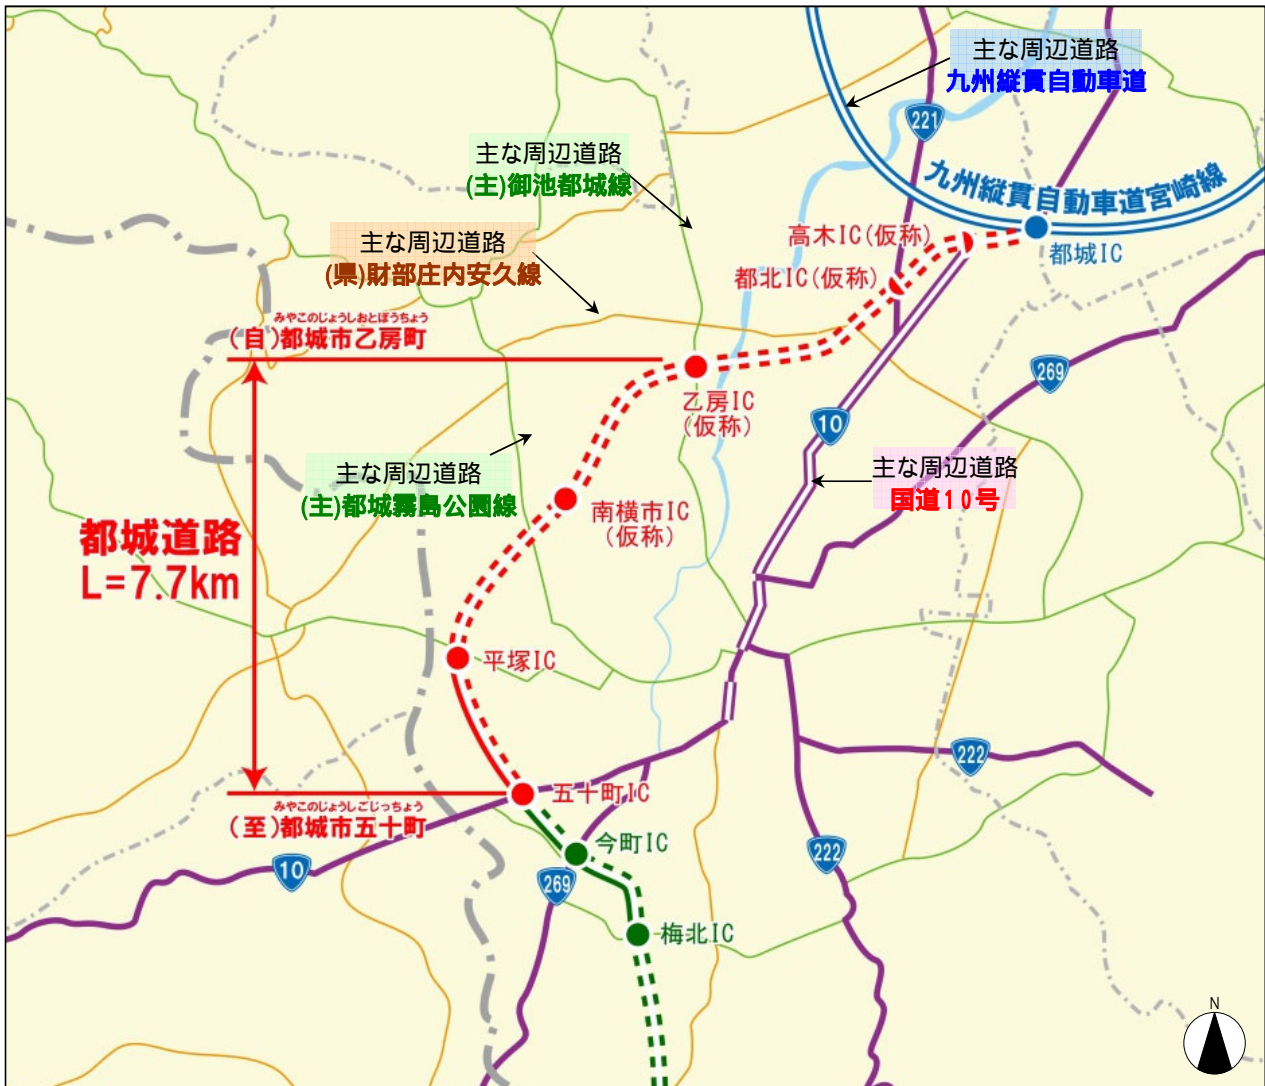 主な周辺道路
九州縦貫自動車道
221
主な周辺道路
(主)御池都城線
九州縦貫自動車道宮崎線
主な周辺道路
(県)財部庄内安久線
高木IC(仮称)
都城IC
都北IC(仮称)
みやこのじょうしおとぼうちょう
(自)都城市乙房町
269
乙房IC
(仮称)
10
主な周辺道路
(主)都城霧島公園線
主な周辺道路
国道10号
南横市IC
(仮称)
都城道路
L=7.7km
平塚IC
222
五十町IC
みやこのじょうしごじっちょう
(至)都城市五十町
今町IC
222
10
269
梅北IC
N